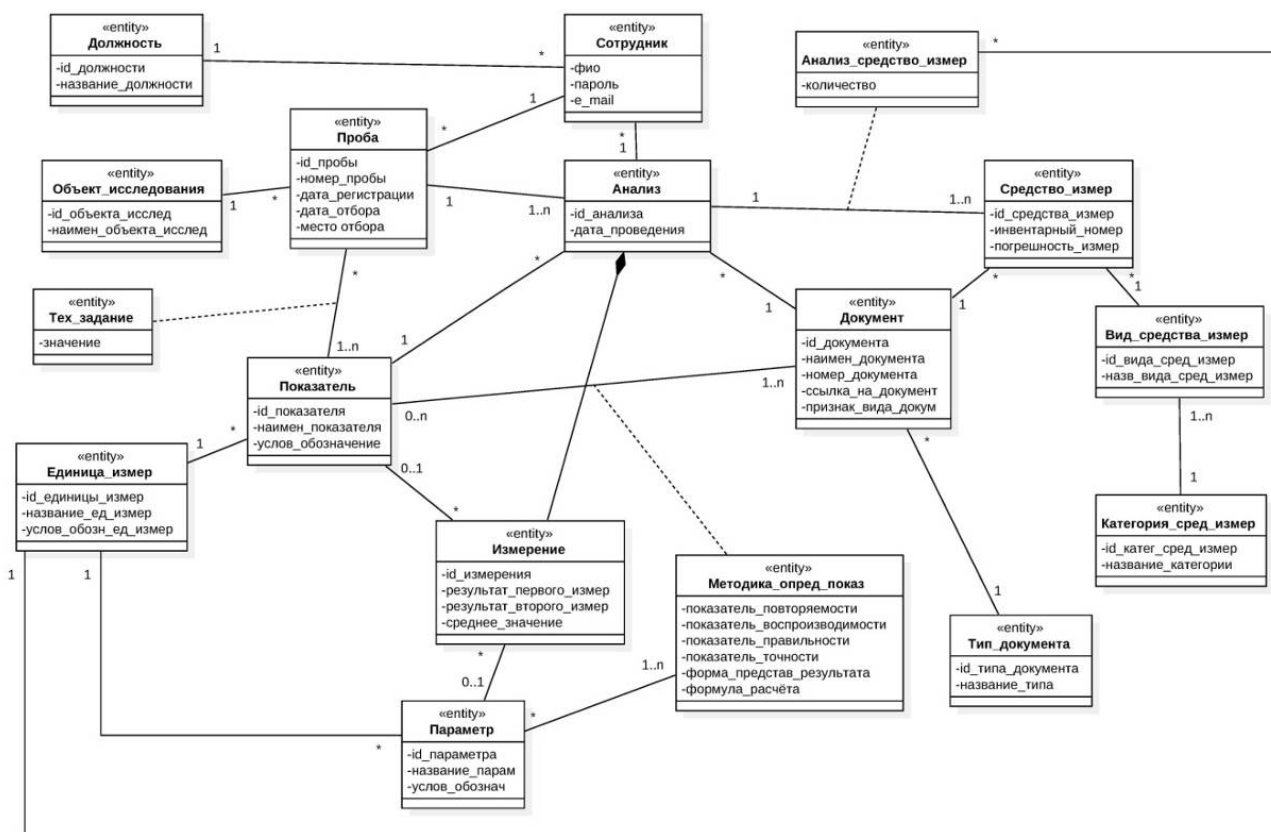 «entity»
Должность
-id_должности
-название_должности
1
*
«entity»
Сотрудник
-фио
-пароль
-e_mail
«entity»
Анализ_средство_измер
-количество
*
1
*
*
1
«entity»
Проба
-id_пробы
-номер_пробы
-дата_регистрации
-дата_отбора
-место отбора
«entity»
Объект_исследования
-id_объекта_исслед
-наимен_объекта_исслед
1
*
1
1..n
«entity»
Анализ
-id_анализа
-дата_проведения
1
1..n
«entity»
Средство_измер
-id_средства_измер
-инвентарный_номер
-погрешность_измер
*
1..n
«entity»
Тех_задание
-значение
*
1
*
1
*
1
*
1
«entity»
Документ
-id_документа
-наимен_документа
-номер_документа
-ссылка_на_документ
-признак_вида_докум
«entity»
Вид_средства_измер
-id_вида_сред_измер
-назв_вида_сред_измер
«entity»
Показатель
-id_показателя
-наимен_показателя
-услов_обозначение
0..n
1..n
1..n
1
1
*
«entity»
Единица_измер
-id_единицы_измер
-название_ед_измер
-услов_обозн_ед_измер
0..1
*
*
1
«entity»
Категория_сред_измер
-id_катег_сред_измер
-название_категории
«entity»
Измерение
-id_измерения
-результат_первого_измер
-результат_второго_измер
-среднее_значение
«entity»
Методика_опред_показ
-показатель_повторяемости
-показатель_воспроизводимости
-показатель_правильности
-показатель_точности
-форма_представ_результата
-формула_расчёта
«entity»
Тип_документа
-id_типа_документа
-название_типа
1
1
*
0..1
1..n
*
*
«entity»
Параметр
-id_параметра
-название_парам
-услов_обознач